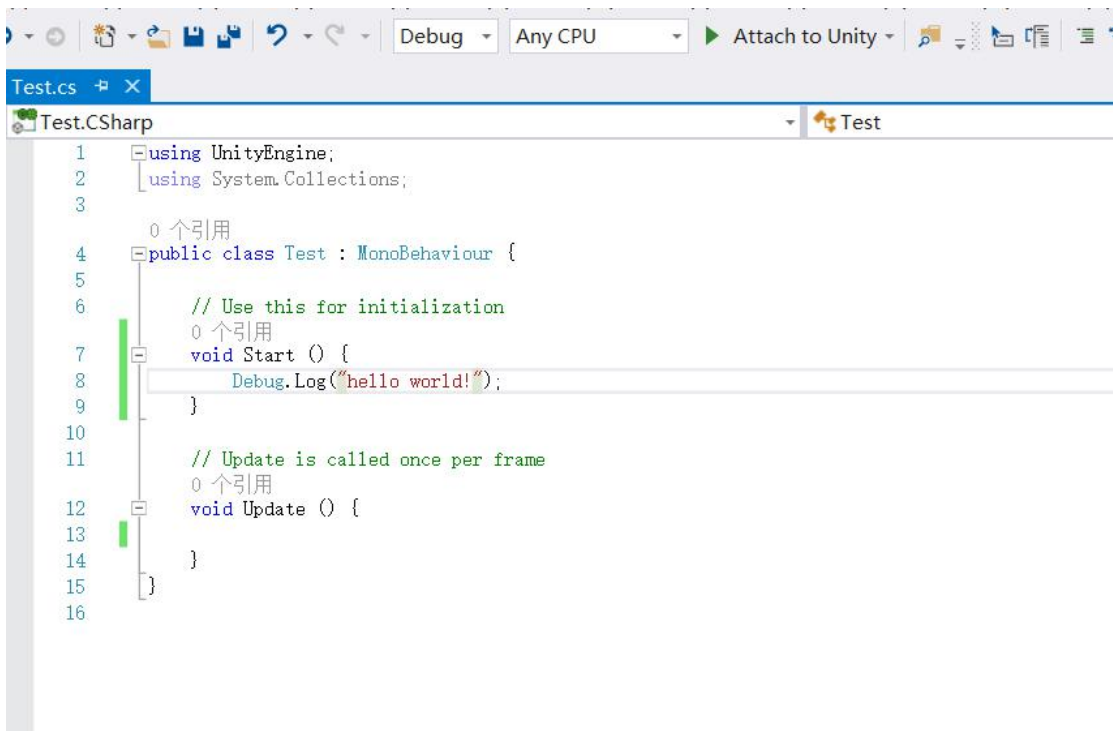 Debug Any CPU Attach to Unity
Test.cs
Test.CSharp Test
1 using UnityEngine;
2 using System.Collections;
3
0 个引用
4 public class Test : MonoBehaviour {
5
6 // Use this for initialization
0 个引用
7 void Start () {
8 Debug.Log("hello world!");
9 }
10
11 // Update is called once per frame
0 个引用
12 void Update () {
13
14 }
15 }
16